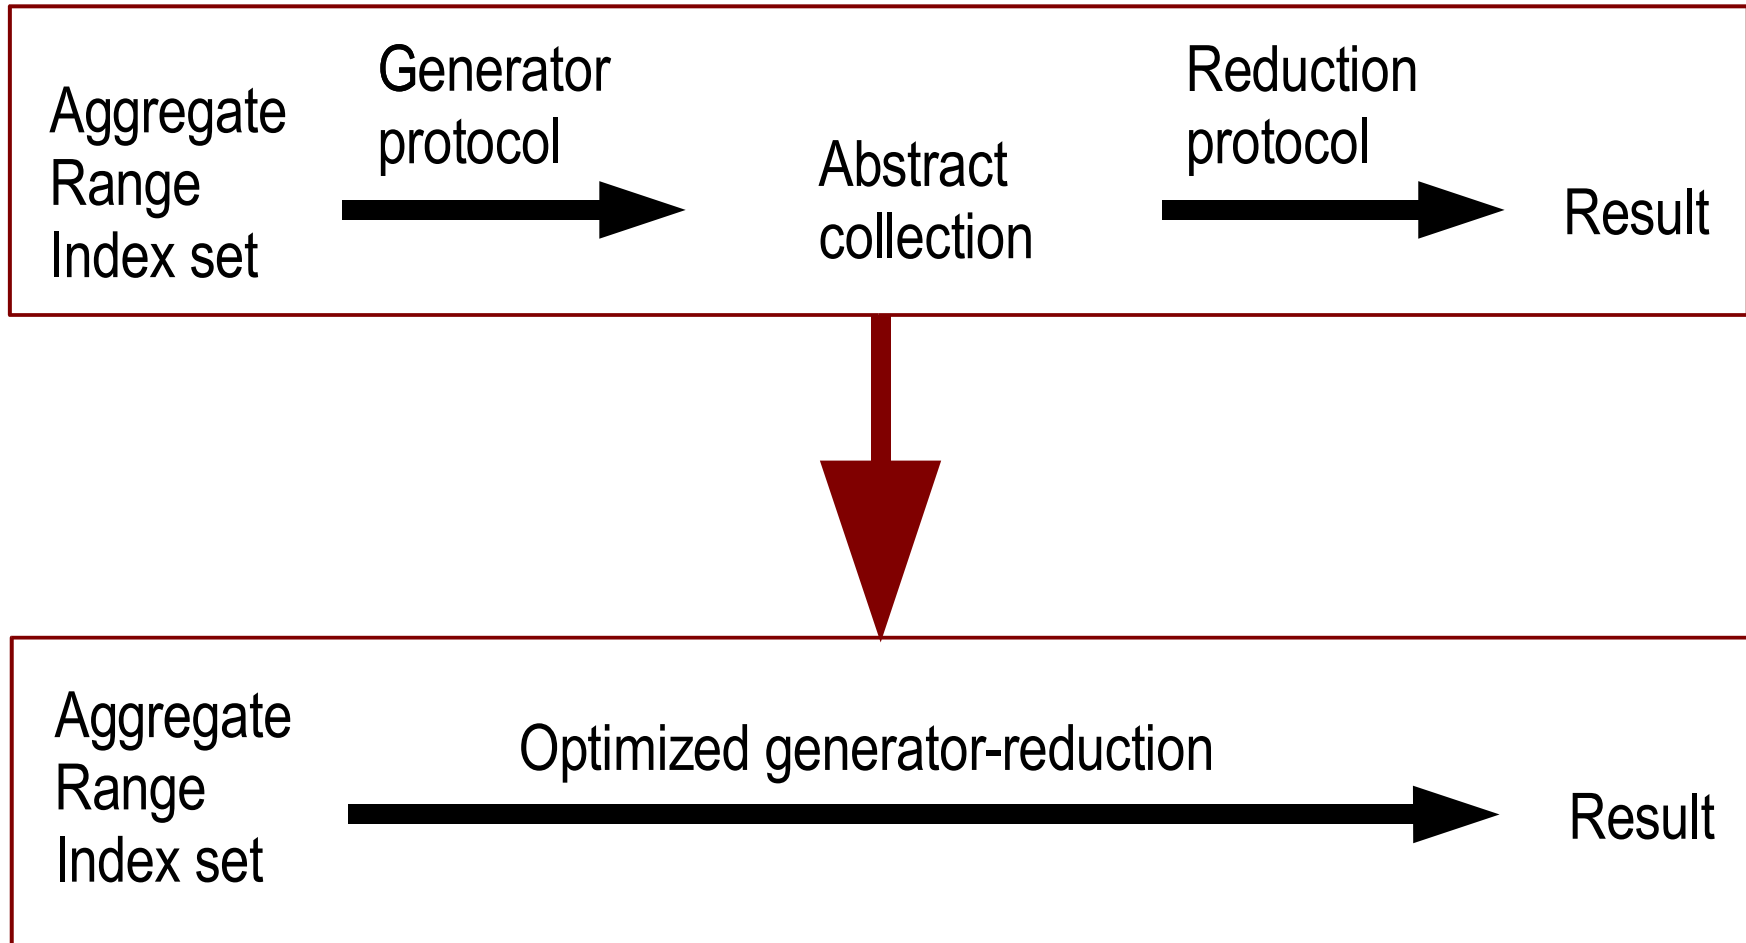 Aggregate
Range
Index set
Generator
protocol
Abstract
collection
Reduction
protocol
Result
Aggregate
Range
Index set
Optimized generator-reduction
Result